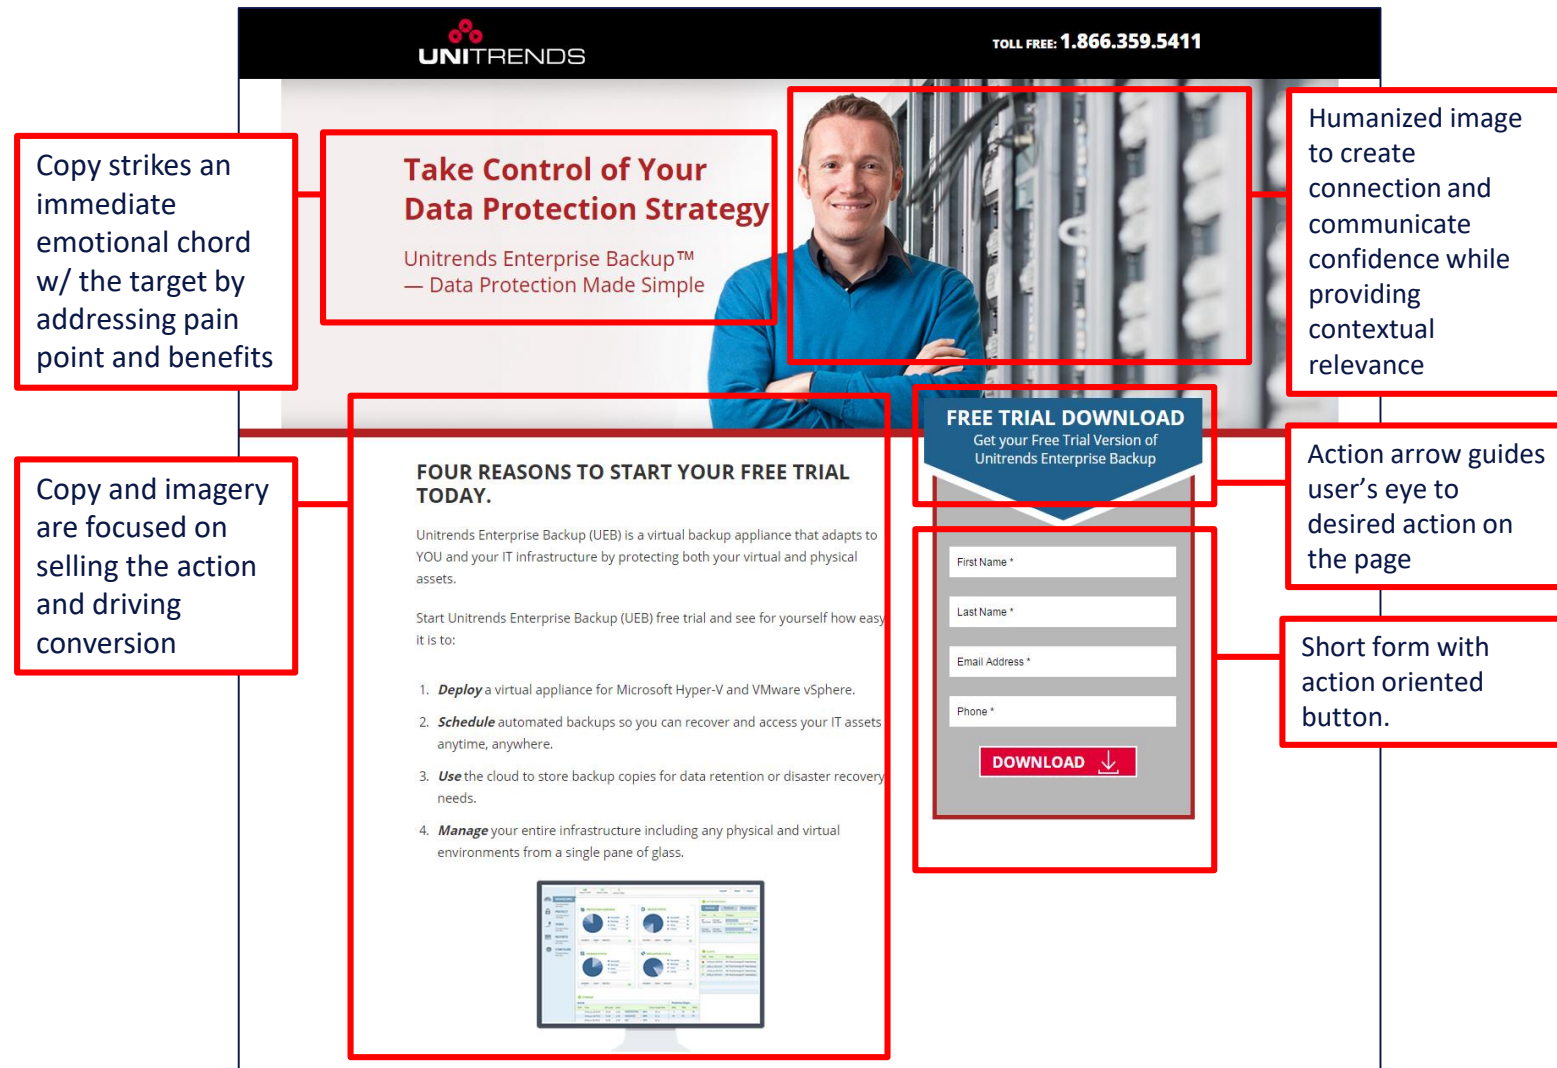 UNITRENDS
TOLL FREE: 1.866.359.5411
Copy strikes an
immediate
emotional chord
w/ the target by
addressing pain
point and benefits
Take Control of Your
Data Protection Strategy
Unitrends Enterprise Backup™
— Data Protection Made Simple
Humanized image
to create
connection and
communicate
confidence while
providing
contextual
relevance
Copy and imagery
are focused on
selling the action
and driving
conversion
FOUR REASONS TO START YOUR FREE TRIAL
TODAY.
Unitrends Enterprise Backup (UEB) is a virtual backup appliance that adapts to
YOU and your IT infrastructure by protecting both your virtual and physical
assets.
Start Unitrends Enterprise Backup (UEB) free trial and see for yourself how easy
it is to:
1. Deploy a virtual appliance for Microsoft Hyper-V and VMware vSphere.
2. Schedule automated backups so you can recover and access your IT assets
anytime, anywhere.
3. Use the cloud to store backup copies for data retention or disaster recovery
needs.
4. Manage your entire infrastructure including any physical and virtual
environments from a single pane of glass.
FREE TRIAL DOWNLOAD
Get your Free Trial Version of
Unitrends Enterprise Backup
First Name *
Last Name *
Email Address *
Phone *
DOWNLOAD
Action arrow guides
user’s eye to
desired action on
the page
Short form with
action oriented
button.